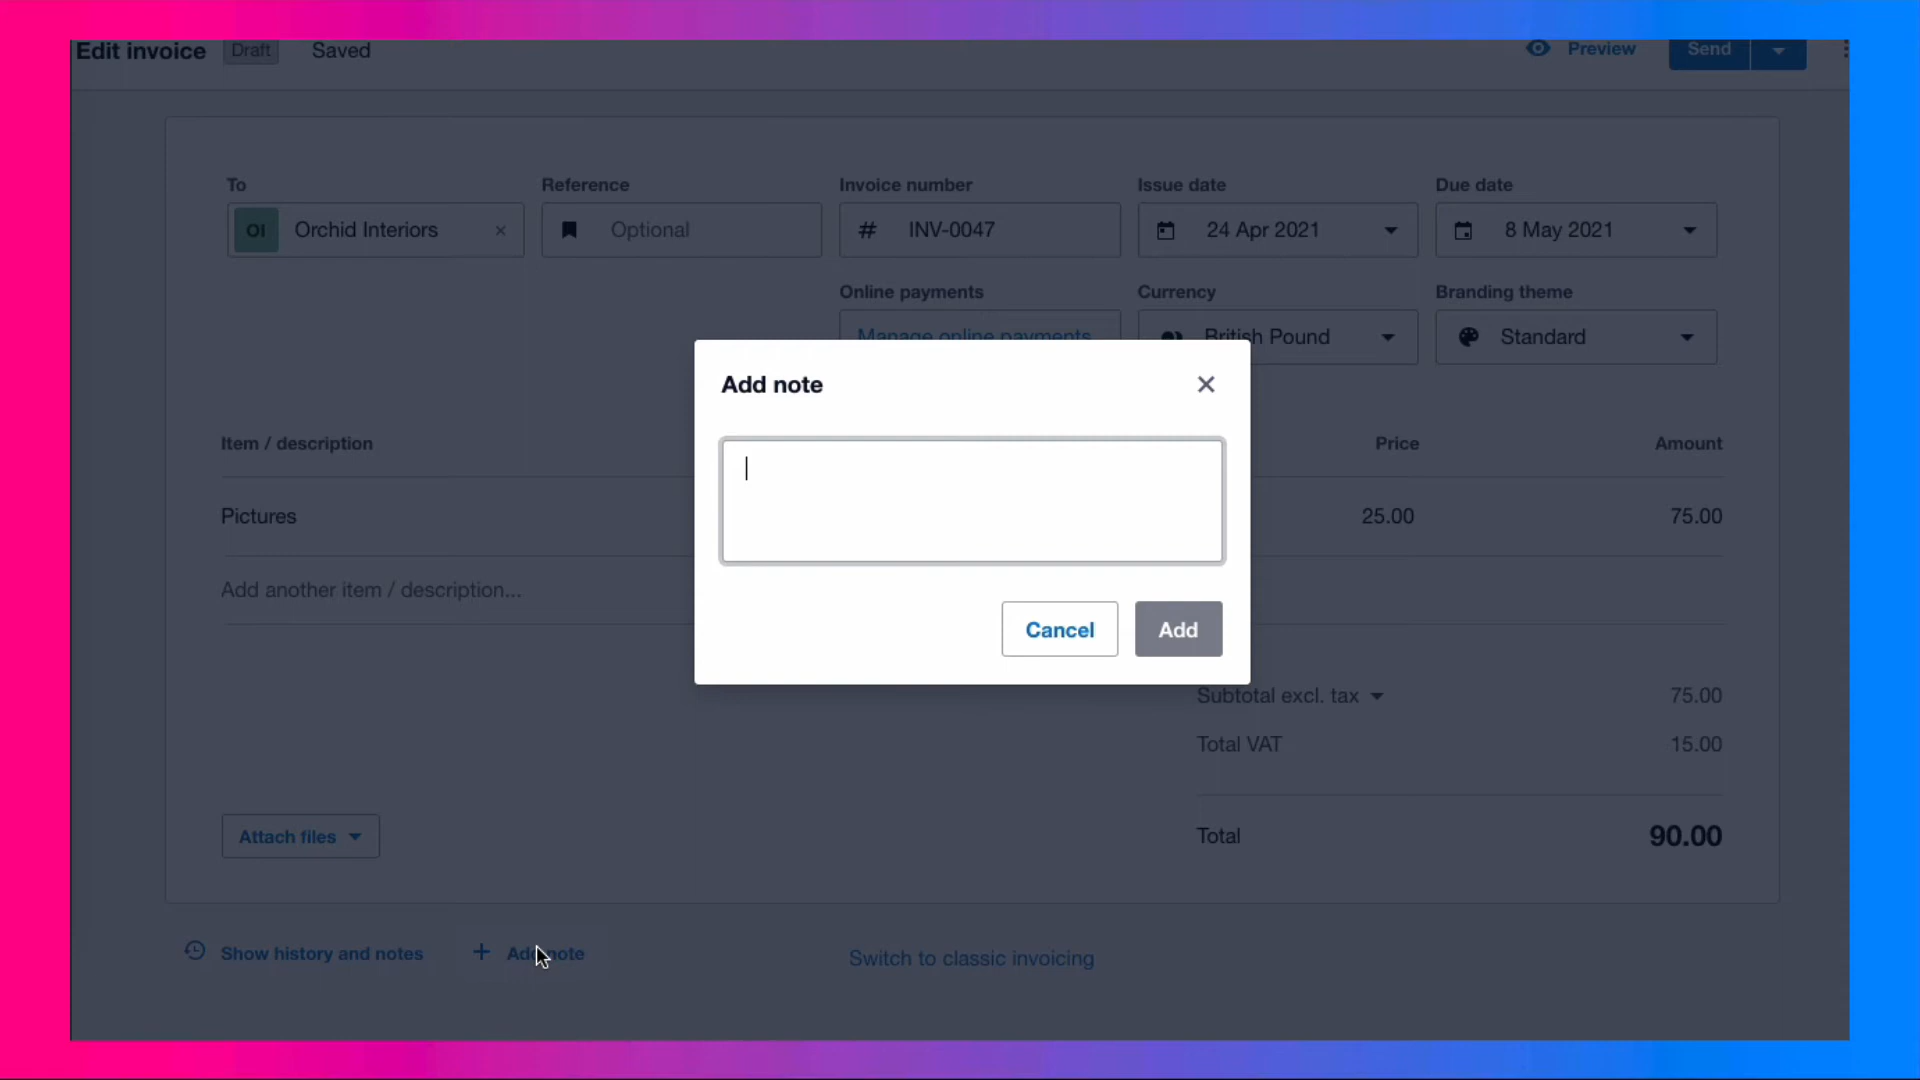 Edit invoice Draft Saved Preview Send
To Reference Invoice number Issue date Due date
OI Orchid Interiors × Optional # INV-0047 24 Apr 2021 8 May 2021
Online payments Currency Branding theme
Manage online payments British Pound Standard
Add note
Item / description Price Amount
Pictures 25.00 75.00
Add another item / description...
Cancel Add
Subtotal excl. tax 75.00
Total VAT 15.00
Attach files Total 90.00
Show history and notes + Add note Switch to classic invoicing